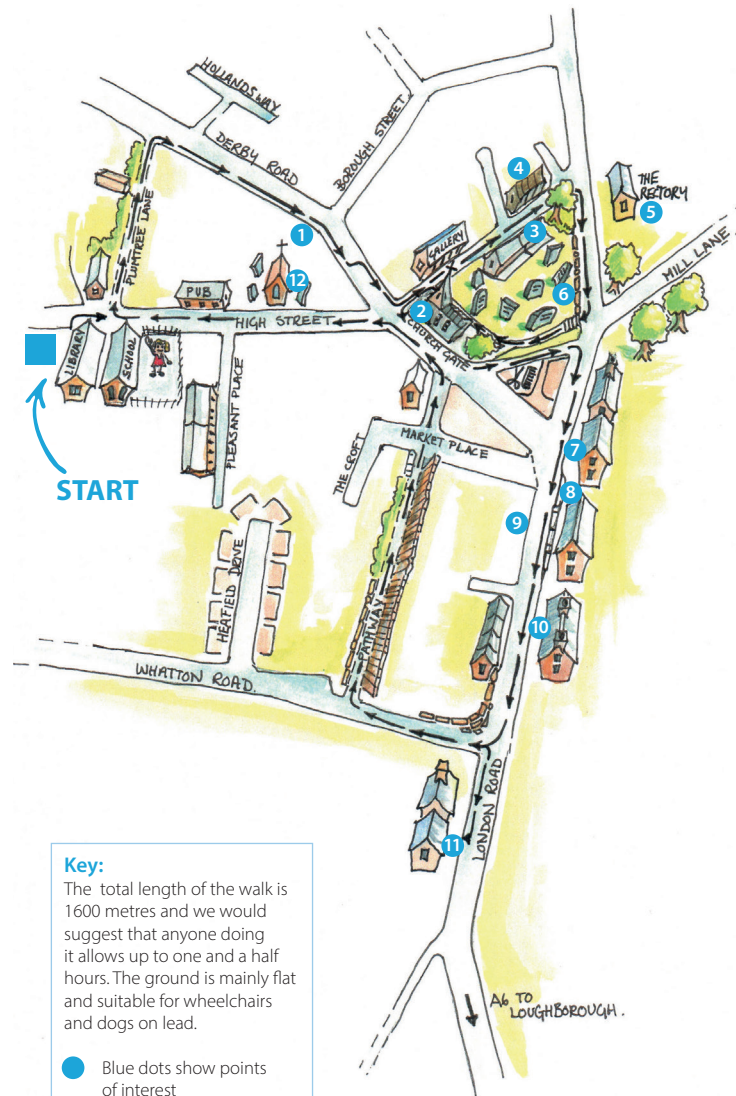 HOLLANDSWAY
DERBY ROAD
BOROUGH STREET
4
THE
RECTORY
5
PLUMTREE LANE
1
GALLERY
3
MILL LANE
12
6
PUB
2
HIGH STREET
CHURCH GATE
LIBRARY
SCHOOL
PLEASANT PLACE
START
MARKET PLACE
THE CROFT
7
8
9
HEAFIELD DRIVE
PATHWAY
10
WHATTON ROAD.
LONDON ROAD
11
Key:
The total length of the walk is
1600 metres and we would
suggest that anyone doing
it allows up to one and a half
hours. The ground is mainly flat
and suitable for wheelchairs
and dogs on lead.
Blue dots show points
of interest
A6 TO
LOUGHBOROUGH.